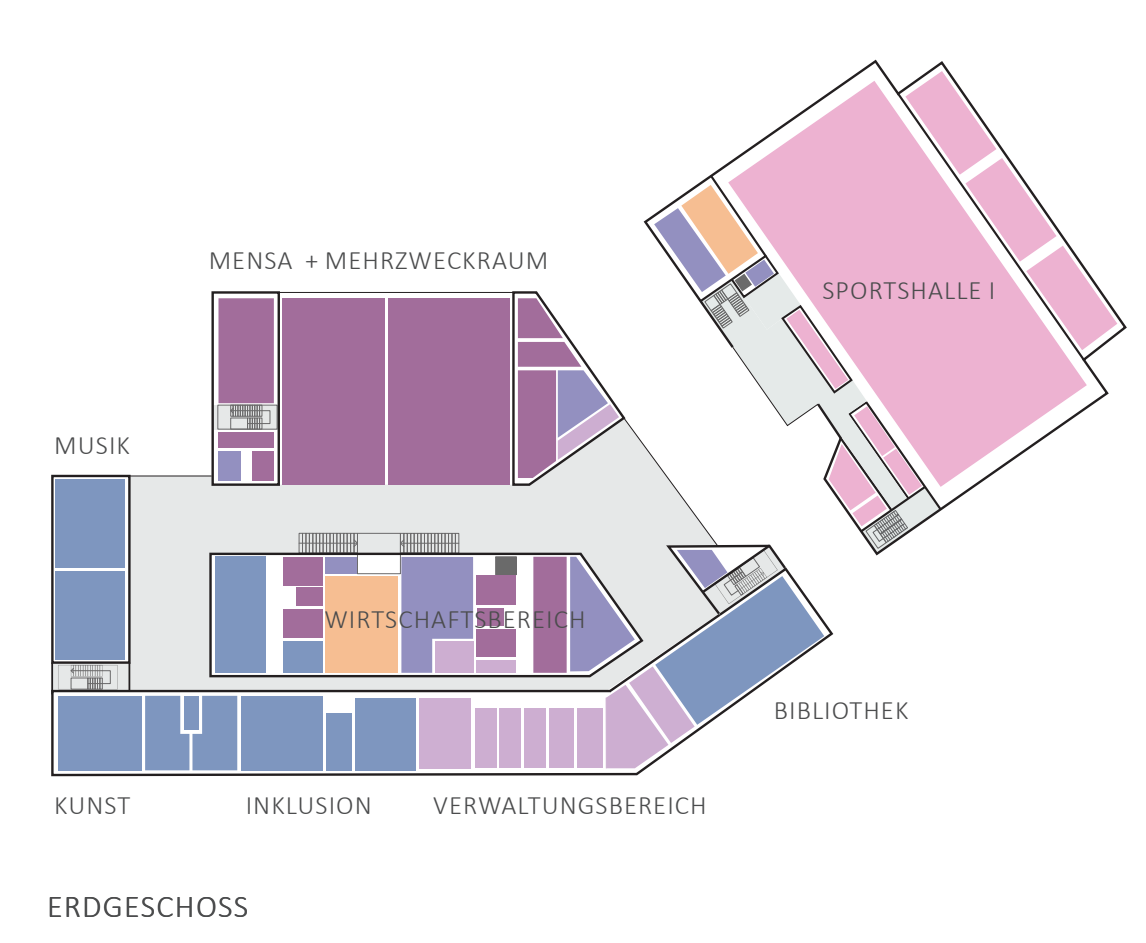 SPORTSHALLE I
MENSA + MEHRZWECKRAUM
MUSIK
WIRTSCHAFTSBEREICH
BIBLIOTHEK
KUNST
INKLUSION
VERWALTUNGSBEREICH
ERDGESCHOSS